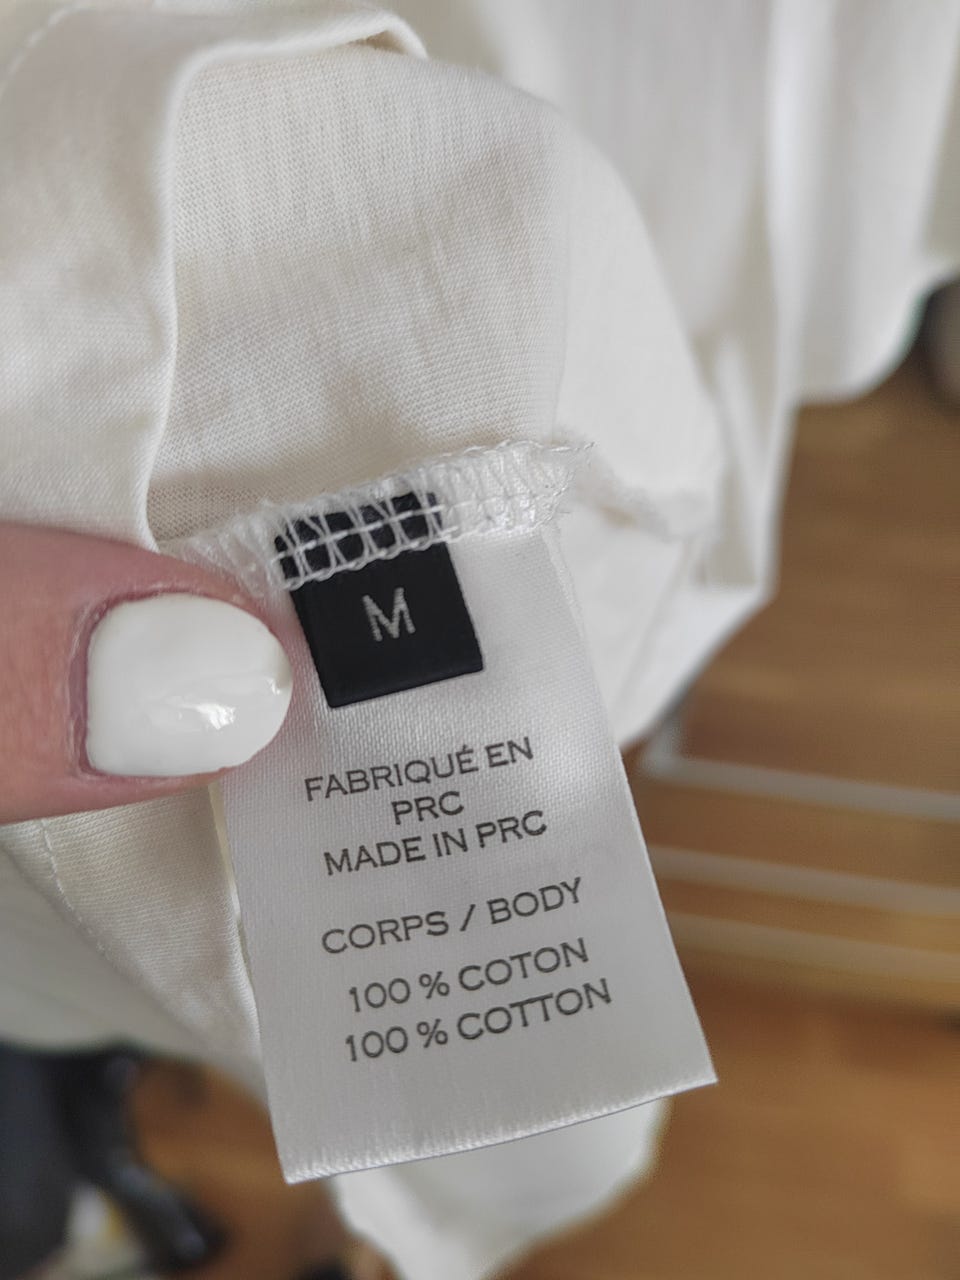 M
FABRIQUÉ EN
PRC
MADE IN PRC
CORPS / BODY
100 % COTON
100 % COTTON